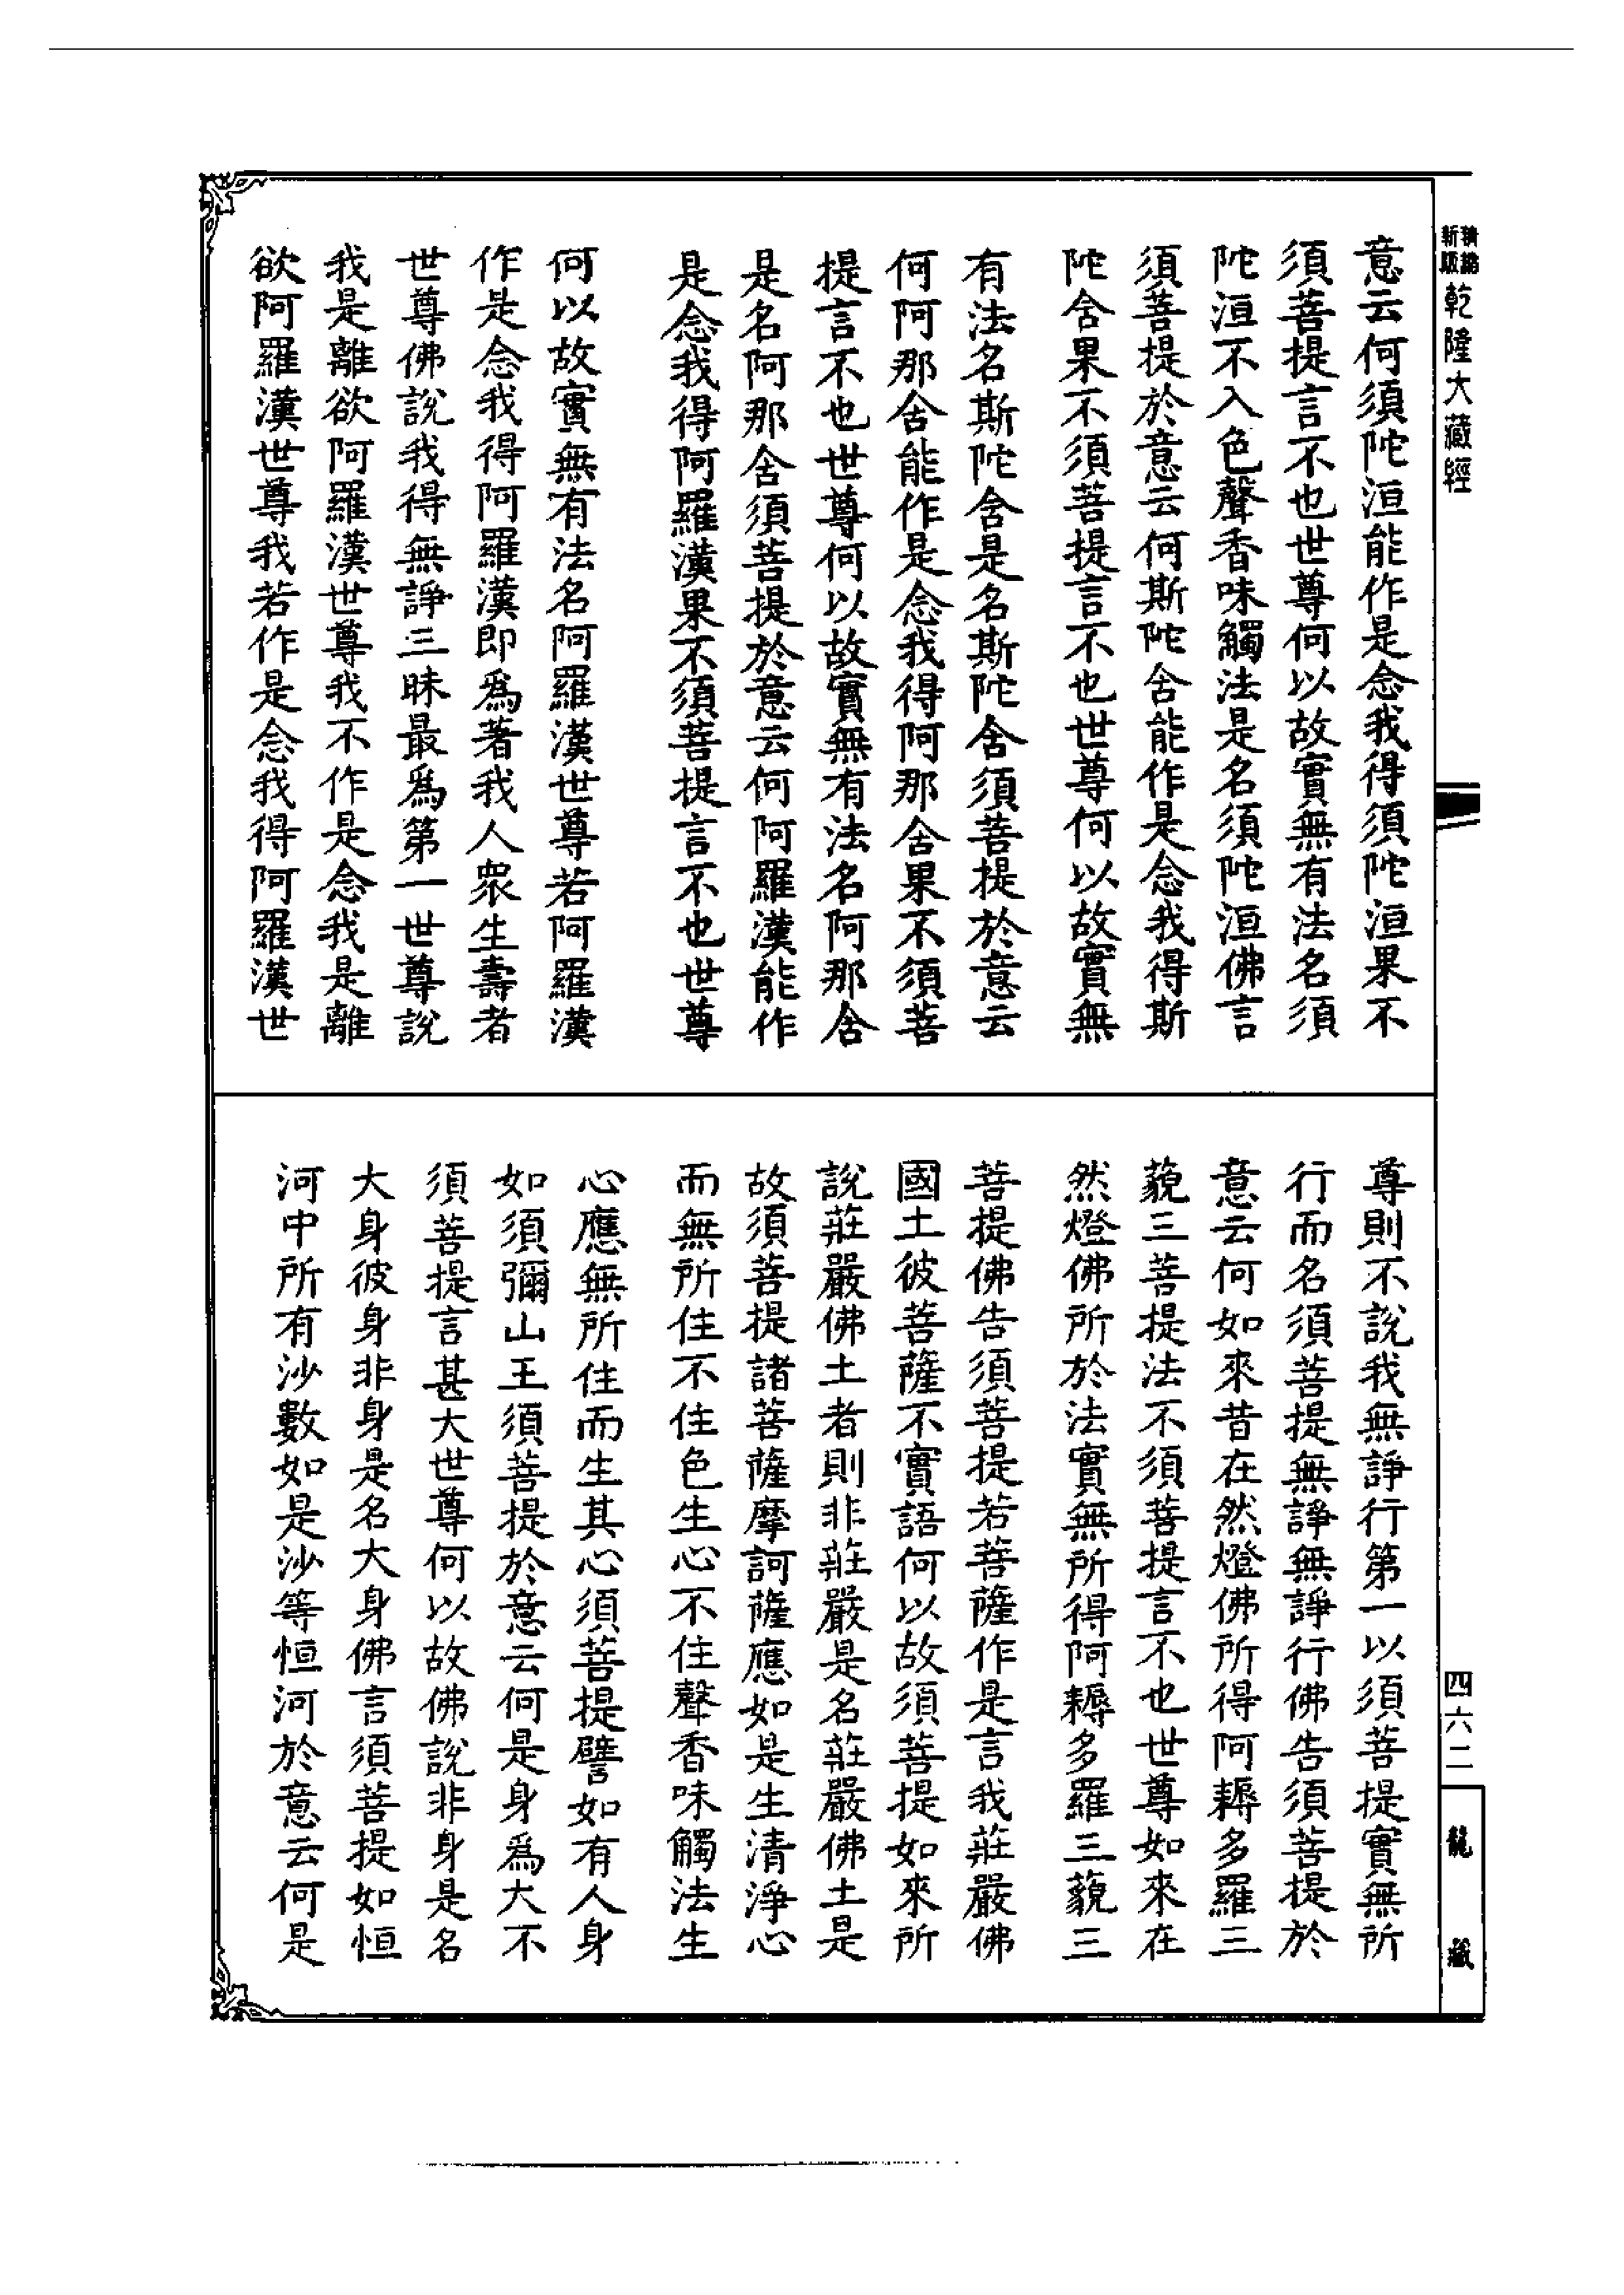 新版
乾隆大藏經
意云何須陀洹能作是念我得須陀洹果不
須菩提言不也世尊何以故實無有法名須
陀洹不入色聲香味觸法是名須陀洹佛言
須菩提於意云何斯陀含能作是念我得斯
陀含果不須菩提言不也世尊何以故實無
有法名斯陀含是名斯陀含須菩提於意云
何阿那含能作是念我得阿那含果不須菩
提言不也世尊何以故實無有法名阿那含
是名阿那含須菩提於意云何阿羅漢能作
是念我得阿羅漢果不須菩提言不也世尊
何以故實無有法名阿羅漢世尊若阿羅漢
作是念我得阿羅漢即爲著我人衆生壽者
世尊佛說我得無諍三昧最爲第一世尊說
我是離欲阿羅漢世尊我不作是念我是離
欲阿羅漢世尊我若作是念我得阿羅漢世
尊則不說我無諍行第一以須菩提實無所
行而名須菩提無諍無諍行佛告須菩提於
意云何如來昔在然燈佛所得阿耨多羅三
藐三菩提法不須菩提言不也世尊如來在
然燈佛所於法實無所得阿耨多羅三藐三
菩提佛告須菩提若菩薩作是言我莊嚴佛
國土彼菩薩不實語何以故須菩提如來所
說莊嚴佛土者則非莊嚴是名莊嚴佛土是
故須菩提諸菩薩摩訶薩應如是生清淨心
而無所住不住色生心不住聲香味觸法生
心應無所住而生其心須菩提譬如有人身
如須彌山王須菩提於意云何是身爲大不
須菩提言甚大世尊何以故佛說非身是名
大身彼身非身是名大身佛言須菩提如恒
河中所有沙數如是沙等恒河於意云何是
四六二
龍藏